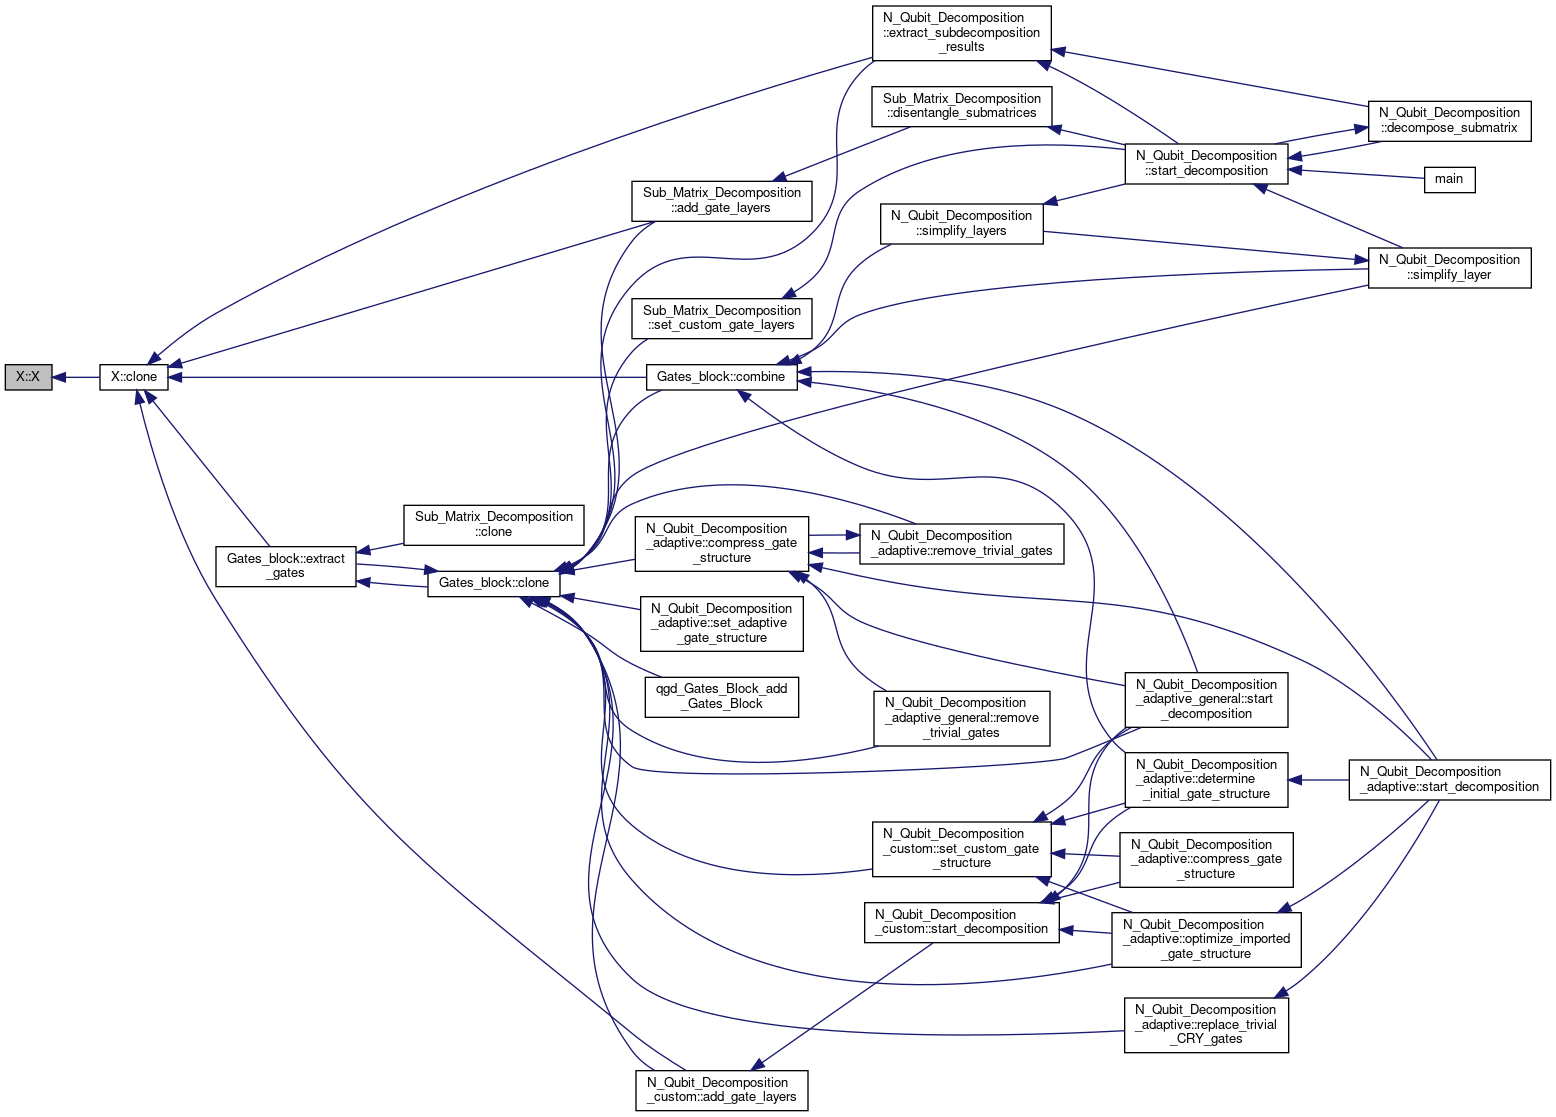 N_Qubit_Decomposition
::extract_subdecomposition
_results
Sub_Matrix_Decomposition
::disentangle_submatrices
N_Qubit_Decomposition
::decompose_submatrix
N_Qubit_Decomposition
::start_decomposition
main
Sub_Matrix_Decomposition
::add_gate_layers
N_Qubit_Decomposition
::simplify_layers
N_Qubit_Decomposition
::simplify_layer
Sub_Matrix_Decomposition
::set_custom_gate_layers
X::X
X::clone
Gates_block::combine
Sub_Matrix_Decomposition
::clone
Gates_block::extract
_gates
Gates_block::clone
N_Qubit_Decomposition
_adaptive::compress_gate
_structure
N_Qubit_Decomposition
_adaptive::remove_trivial_gates
N_Qubit_Decomposition
_adaptive::set_adaptive
_gate_structure
qgd_Gates_Block_add
_Gates_Block
N_Qubit_Decomposition
_adaptive_general::remove
_trivial_gates
N_Qubit_Decomposition
_adaptive_general::start
_decomposition
N_Qubit_Decomposition
_adaptive::determine
_initial_gate_structure
N_Qubit_Decomposition
_adaptive::start_decomposition
N_Qubit_Decomposition
_custom::set_custom_gate
_structure
N_Qubit_Decomposition
_adaptive::compress_gate
_structure
N_Qubit_Decomposition
_custom::start_decomposition
N_Qubit_Decomposition
_adaptive::optimize_imported
_gate_structure
N_Qubit_Decomposition
_adaptive::replace_trivial
_CRY_gates
N_Qubit_Decomposition
_custom::add_gate_layers